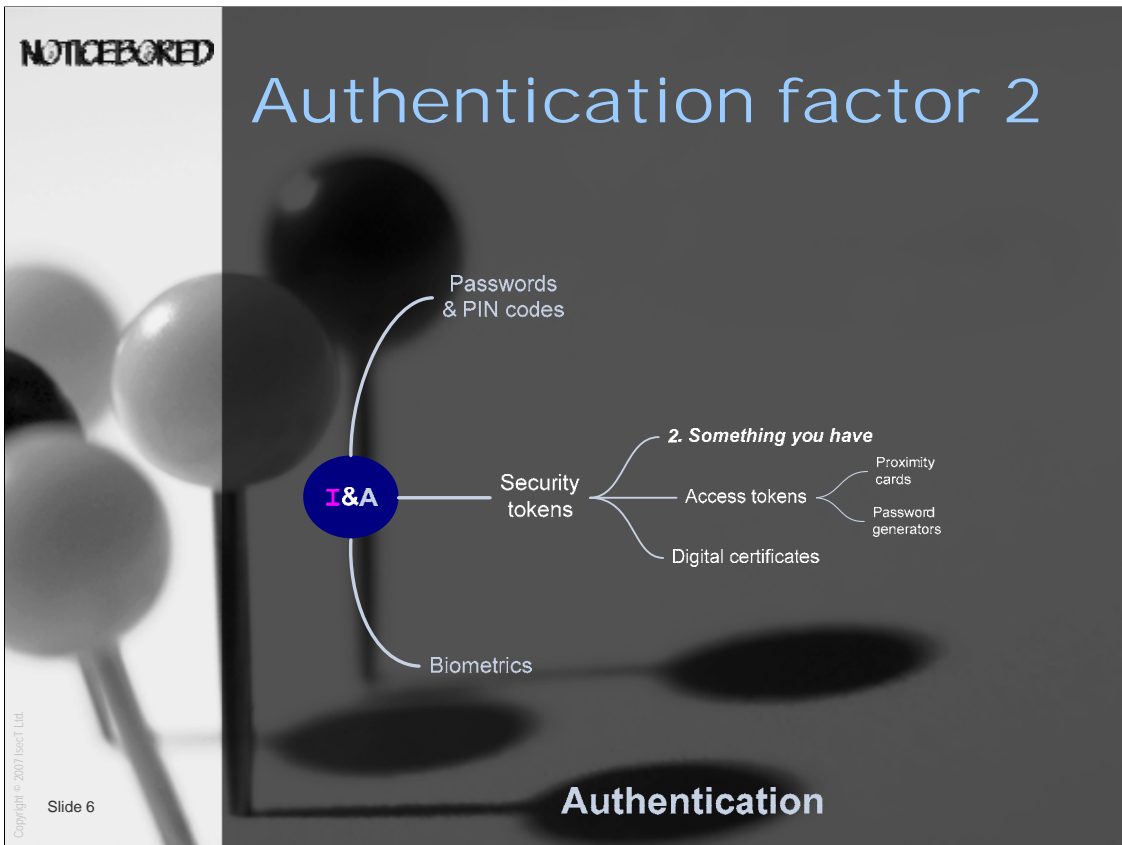 NOTICEBORED
Authentication factor 2
Passwords
& PIN codes
2. Something you have
Proximity
cards
I&A
Security
tokens
Access tokens
Password
generators
Digital certificates
Biometrics
Copyright © 2007 IsecT Ltd.
Slide 6
Authentication